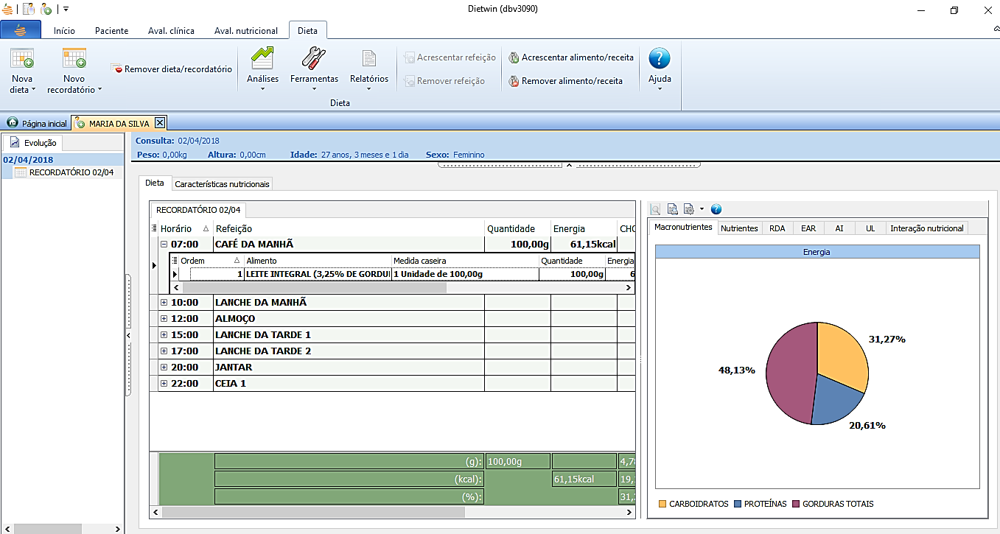 Dietwin (dbv3090)
Início Paciente Aval. clínica Aval. nutricional Dieta
Nova dieta
Novo recordatório
Remover dieta/recordatório
Análises
Ferramentas
Relatórios
Acrescentar refeição
Remover refeição
Acrescentar alimento/receita
Remover alimento/receita
Ajuda
Dieta
Página inicial MARIA DA SILVA
Evolução
02/04/2018
RECORDATÓRIO 02/04
Consulta: 02/04/2018
Peso: 0,00kg Altura: 0,00cm Idade: 27 anos, 3 meses e 1 dia Sexo: Feminino
Dieta Características nutricionais
RECORDATÓRIO 02/04
Horário Refeição Quantidade Energia CHO
07:00 CAFÉ DA MANHÃ 100,00g 61,15kcal
Ordem Alimento Medida caseira Quantidade Energia
1 LEITE INTEGRAL (3,25% DE GORDU 1 Unidade de 100,00g 100,00g 6
10:00 LANCHE DA MANHÃ
12:00 ALMOÇO
15:00 LANCHE DA TARDE 1
17:00 LANCHE DA TARDE 2
20:00 JANTAR
22:00 CEIA 1
(g): 100,00g 4,78
(kcal): 61,15kcal 19,
(%): 31,
Macronutrientes Nutrientes RDA EAR AI UL Interação nutricional
Energia
31,27%
48,13%
20,61%
CARBOIDRATOS PROTEÍNAS GORDURAS TOTAIS